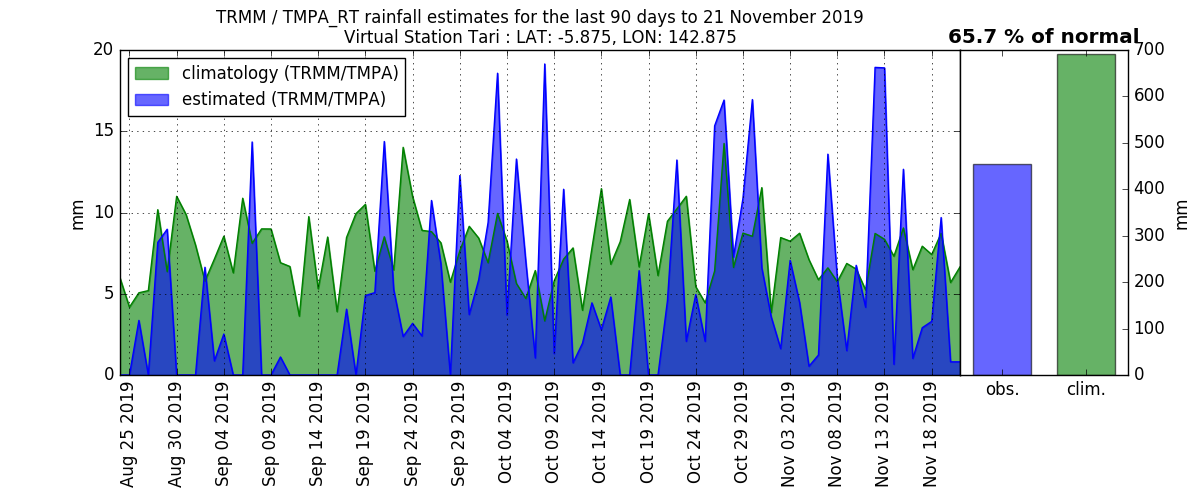 TRMM / TMPA_RT rainfall estimates for the last 90 days to 21 November 2019
Virtual Station Tari : LAT: -5.875, LON: 142.875
65.7 % of normal
climatology (TRMM/TMPA)
estimated (TRMM/TMPA)
mm
20
15
10
5
0
Aug 25 2019
Aug 30 2019
Sep 04 2019
Sep 09 2019
Sep 14 2019
Sep 19 2019
Sep 24 2019
Sep 29 2019
Oct 04 2019
Oct 09 2019
Oct 14 2019
Oct 19 2019
Oct 24 2019
Oct 29 2019
Nov 03 2019
Nov 08 2019
Nov 13 2019
Nov 18 2019
obs.
clim.
700
600
500
400
300
200
100
0
mm